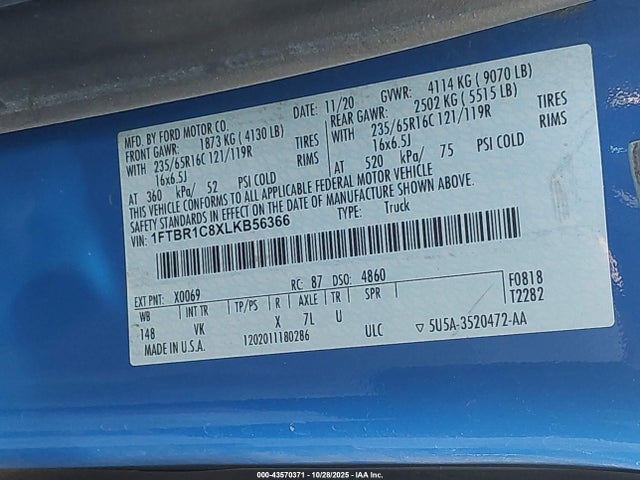 MFD. BY FORD MOTOR CO. DATE: 11/20 GVWR: 4114 KG ( 9070 LB)
FRONT GAWR: 1873 KG ( 4130 LB) REAR GAWR: 2502 KG ( 5515 LB)
WITH 235/65R16C 121/119R TIRES WITH 235/65R16C 121/119R TIRES
16x6.5J RIMS 16x6.5J RIMS
AT 360 kPa/ 52 PSI COLD AT 520 kPa/ 75 PSI COLD
THIS VEHICLE CONFORMS TO ALL APPLICABLE FEDERAL MOTOR VEHICLE
SAFETY STANDARDS IN EFFECT ON THE DATE OF MANUFACTURE SHOWN ABOVE.
VIN: 1FTBR1C8XLKB56366 TYPE: Truck
EXT PNT: X0069 RC: 87 DSO: 4860 F0818
WB INT TR TP/PS R AXLE TR SPR T2282
148 VK X 7L U
MADE IN U.S.A. 1202011180286 ULC ▽ 5U5A-3520472-AA
000-43570371 - 10/28/2025 - IAA Inc.